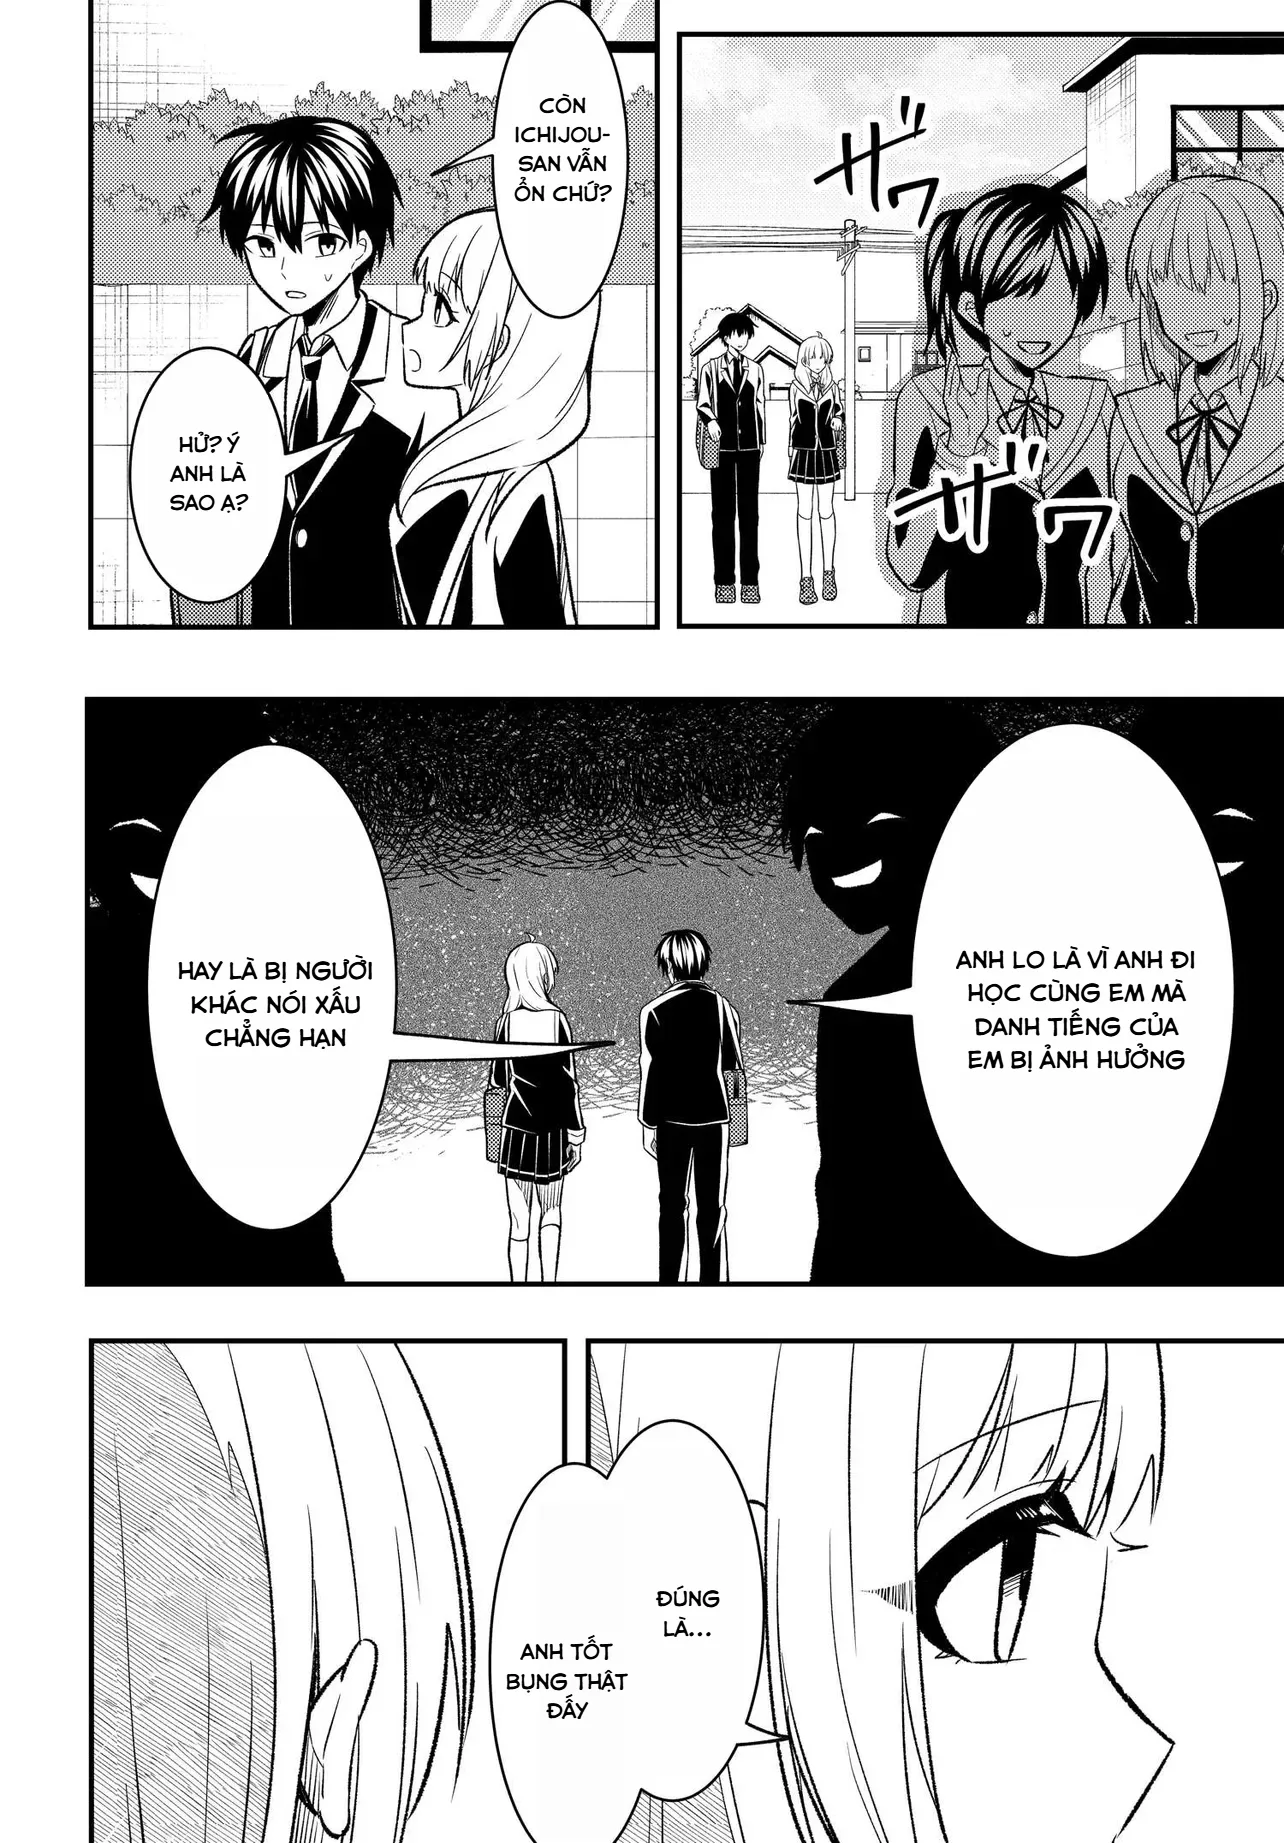 ザワ
ザワ
CÒN
ICHIJOU-
SAN VẪN
ỔN CHỨ?
HỬ? Ý
ANH LÀ
SAO Ạ?
ANH LO LÀ VÌ ANH ĐI
HỌC CÙNG EM MÀ
DANH TIẾNG CỦA
EM BỊ ẢNH HƯỞNG
HAY LÀ BỊ NGƯỜI
KHÁC NÓI XẤU
CHẲNG HẠN
ĐÚNG
LÀ...
ANH TỐT
BỤNG THẬT
ĐẤY